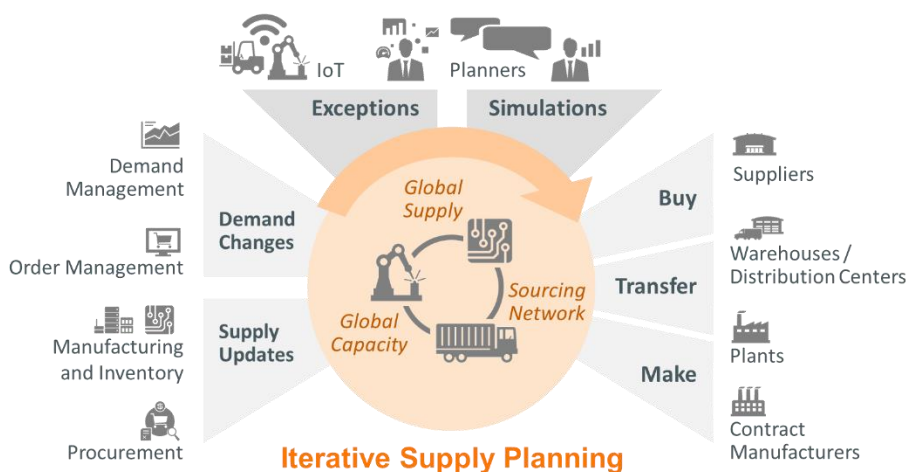 IoT
Planners
Exceptions
Simulations
Demand
Management
Order Management
Manufacturing
and Inventory
Procurement
Demand
Changes
Supply
Updates
Global
Supply
Sourcing
Network
Global
Capacity
Buy
Transfer
Make
Suppliers
Warehouses /
Distribution Centers
Plants
Contract
Manufacturers
Iterative Supply Planning